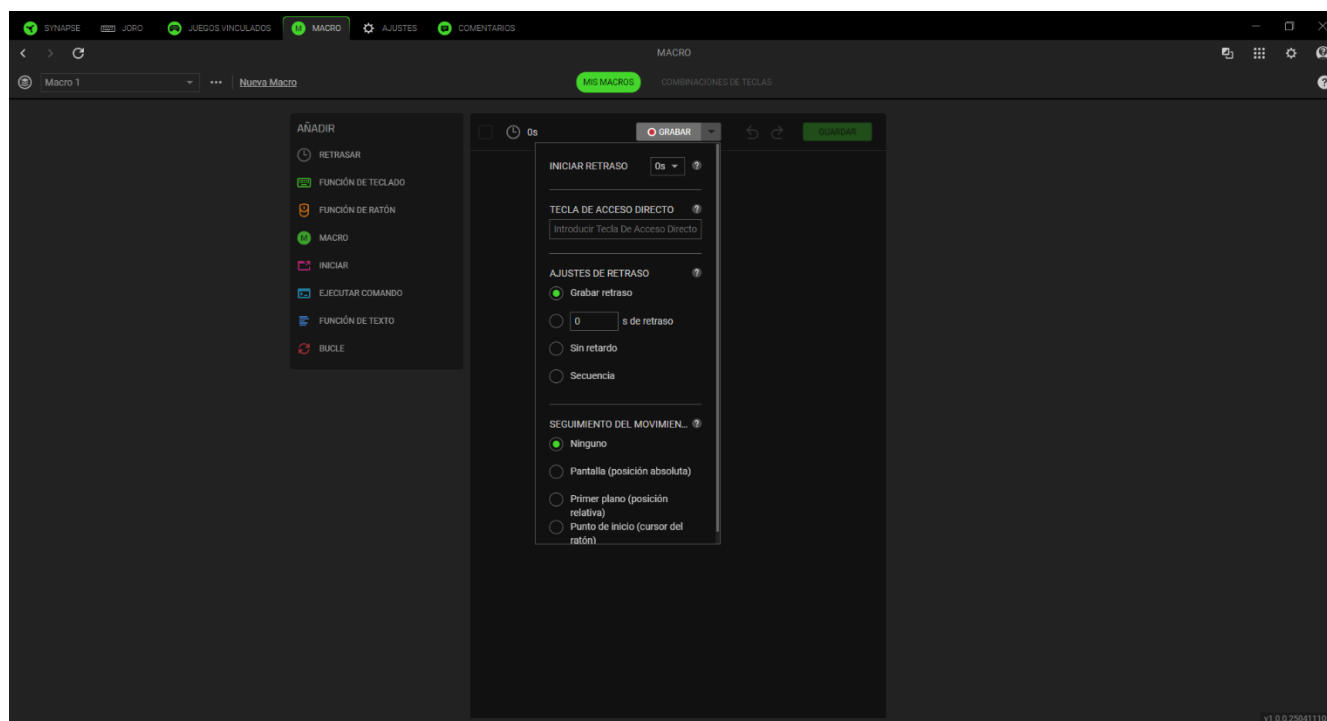 SYNAPSE JORO JUEGOS VINCULADOS MACRO AJUSTES COMENTARIOS
MACRO
Macro 1 Nueva Macro MIS MACROS COMBINACIONES DE TECLAS
AÑADIR
RETRASAR
FUNCIÓN DE TECLADO
FUNCIÓN DE RATÓN
MACRO
INICIAR
EJECUTAR COMANDO
FUNCIÓN DE TEXTO
BUCLE
0s GRABAR GUARDAR
INICIAR RETRASO 0s
TECLA DE ACCESO DIRECTO
Introducir Tecla De Acceso Directo
AJUSTES DE RETRASO
Grabar retraso
0 s de retraso
Sin retardo
Secuencia
SEGUIMIENTO DEL MOVIMIEN...
Ninguno
Pantalla (posición absoluta)
Primer plano (posición
relativa)
Punto de inicio (cursor del
ratón)
v1.0.0.25041110